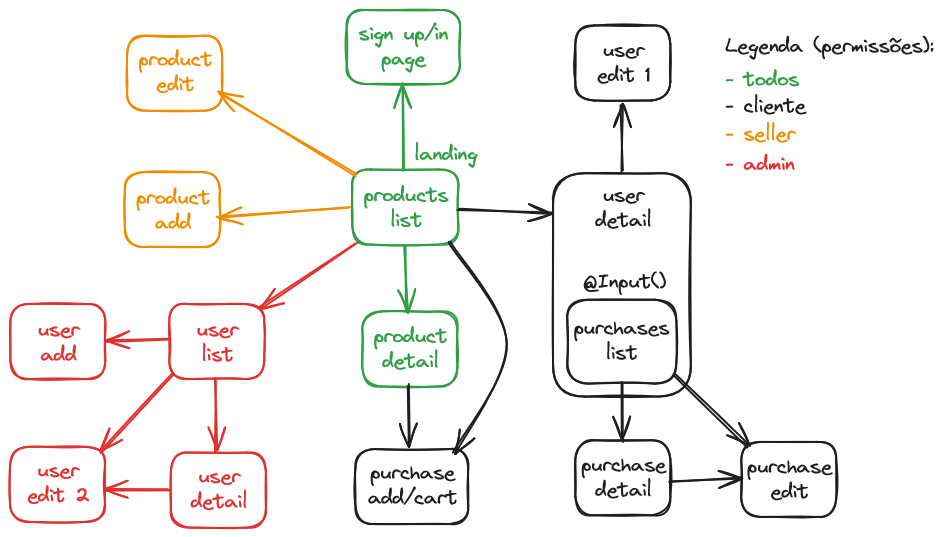 sign up/in
page
product
edit
user
edit 1
Legenda (permissões):
- todos
- cliente
- seller
- admin
landing
product
add
products
list
user
detail
@Input()
purchases
list
user
add
user
list
product
detail
user
edit 2
user
detail
purchase
add/cart
purchase
detail
purchase
edit